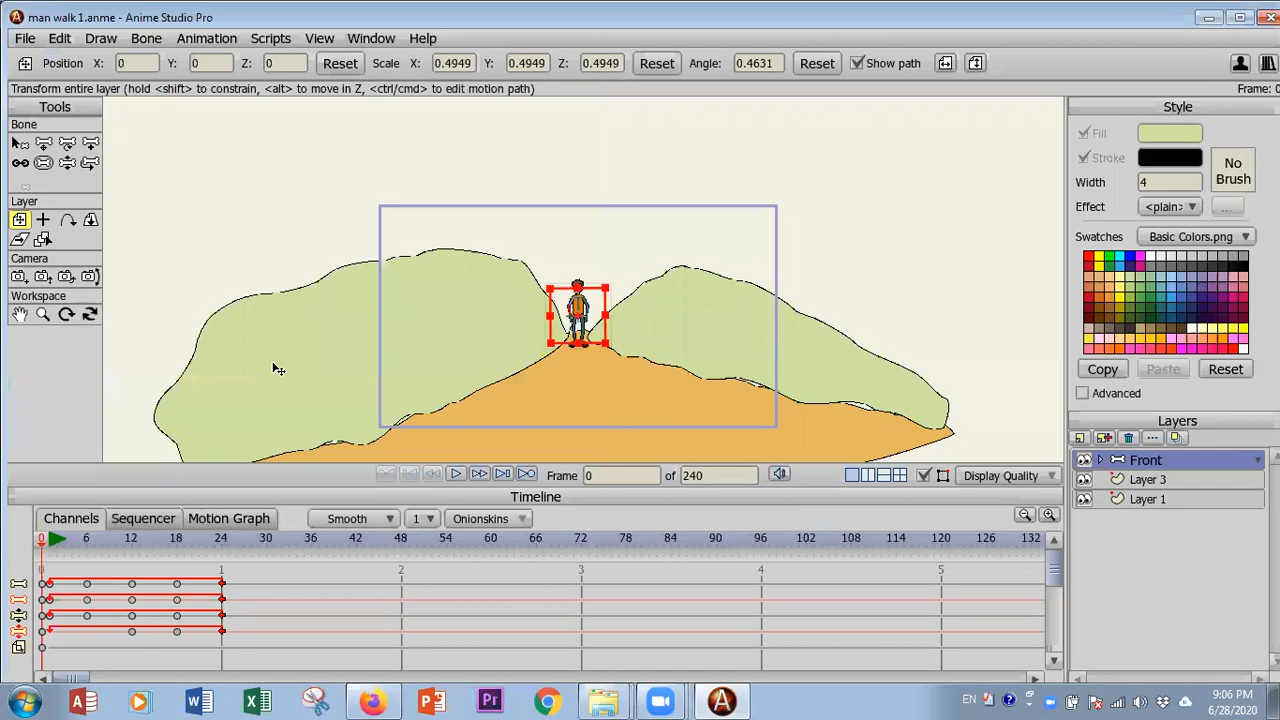 man walk 1.anme - Anime Studio Pro
File Edit Draw Bone Animation Scripts View Window Help
Position X: 0 Y: 0 Z: 0 Reset Scale X: 0.4949 Y: 0.4949 Z: 0.4949 Reset Angle: 0.4631 Reset Show path
Transform entire layer (hold <shift> to constrain, <alt> to move in Z, <ctrl/cmd> to edit motion path) Frame: 0
Tools
Bone
Layer
Camera
Workspace
Style
Fill
Stroke
No Brush
Width 4
Effect <plain> ...
Swatches Basic Colors.png
Copy Paste Reset
Advanced
Layers
Front
Layer 3
Layer 1
Frame 0 of 240 Display Quality
Timeline
Channels Sequencer Motion Graph Smooth 1 Onionskins
0 6 12 18 24 30 36 42 48 54 60 66 72 78 84 90 96 102 108 114 120 126 132
0 1 2 3 4 5
EN 9:06 PM
6/28/2020